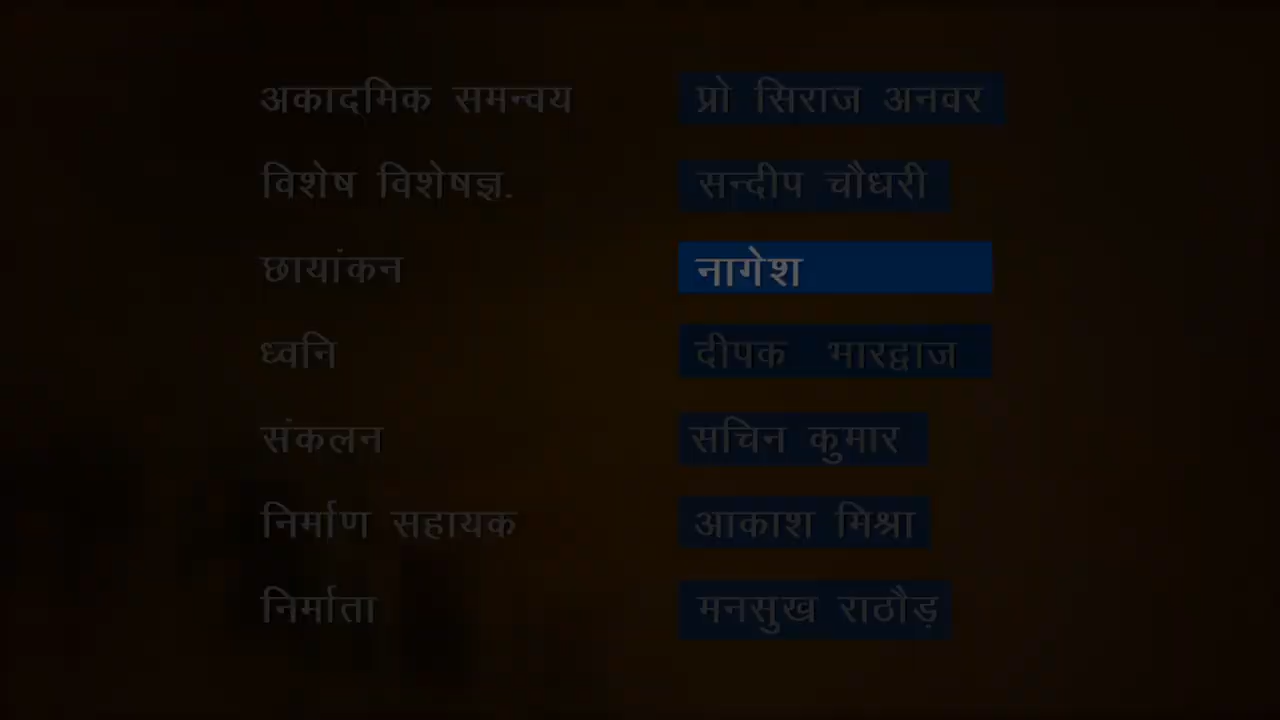 अकादमिक समन्वय प्रो सिराज अनवर
विशेष विशेषज्ञ. सन्दीप चौधरी
छायांकन नागेश
ध्वनि दीपक भारद्वाज
संकलन सचिन कुमार
निर्माण सहायक आकाश मिश्रा
निर्माता मनसुख राठौड़